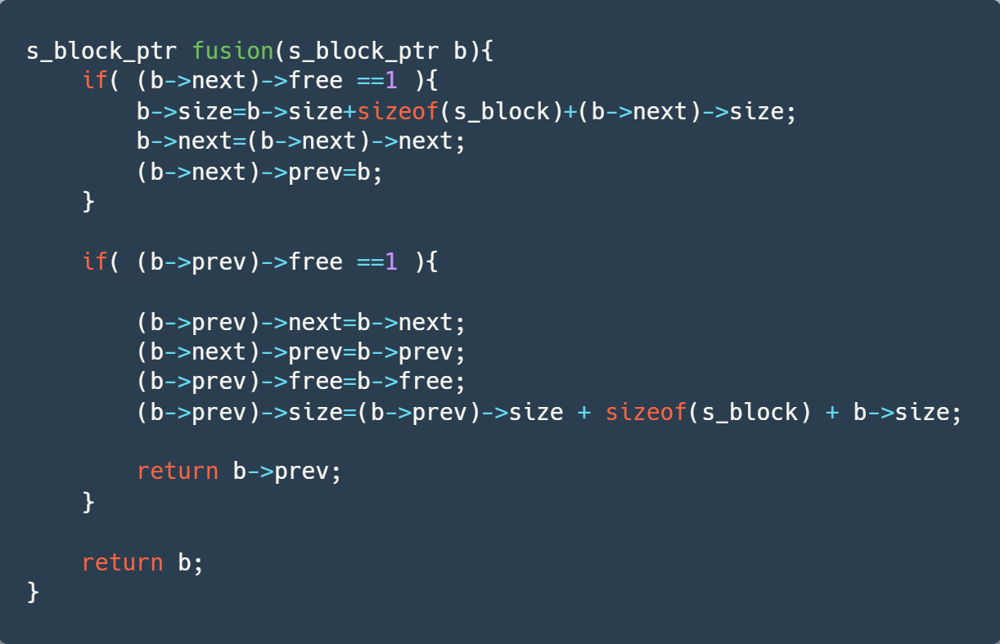 s_block_ptr fusion(s_block_ptr b){
    if( (b->next)->free ==1 ){
        b->size=b->size+sizeof(s_block)+(b->next)->size;
        b->next=(b->next)->next;
        (b->next)->prev=b;
    }

    if( (b->prev)->free ==1 ){

        (b->prev)->next=b->next;
        (b->next)->prev=b->prev;
        (b->prev)->free=b->free;
        (b->prev)->size=(b->prev)->size + sizeof(s_block) + b->size;

        return b->prev;
    }

    return b;
}